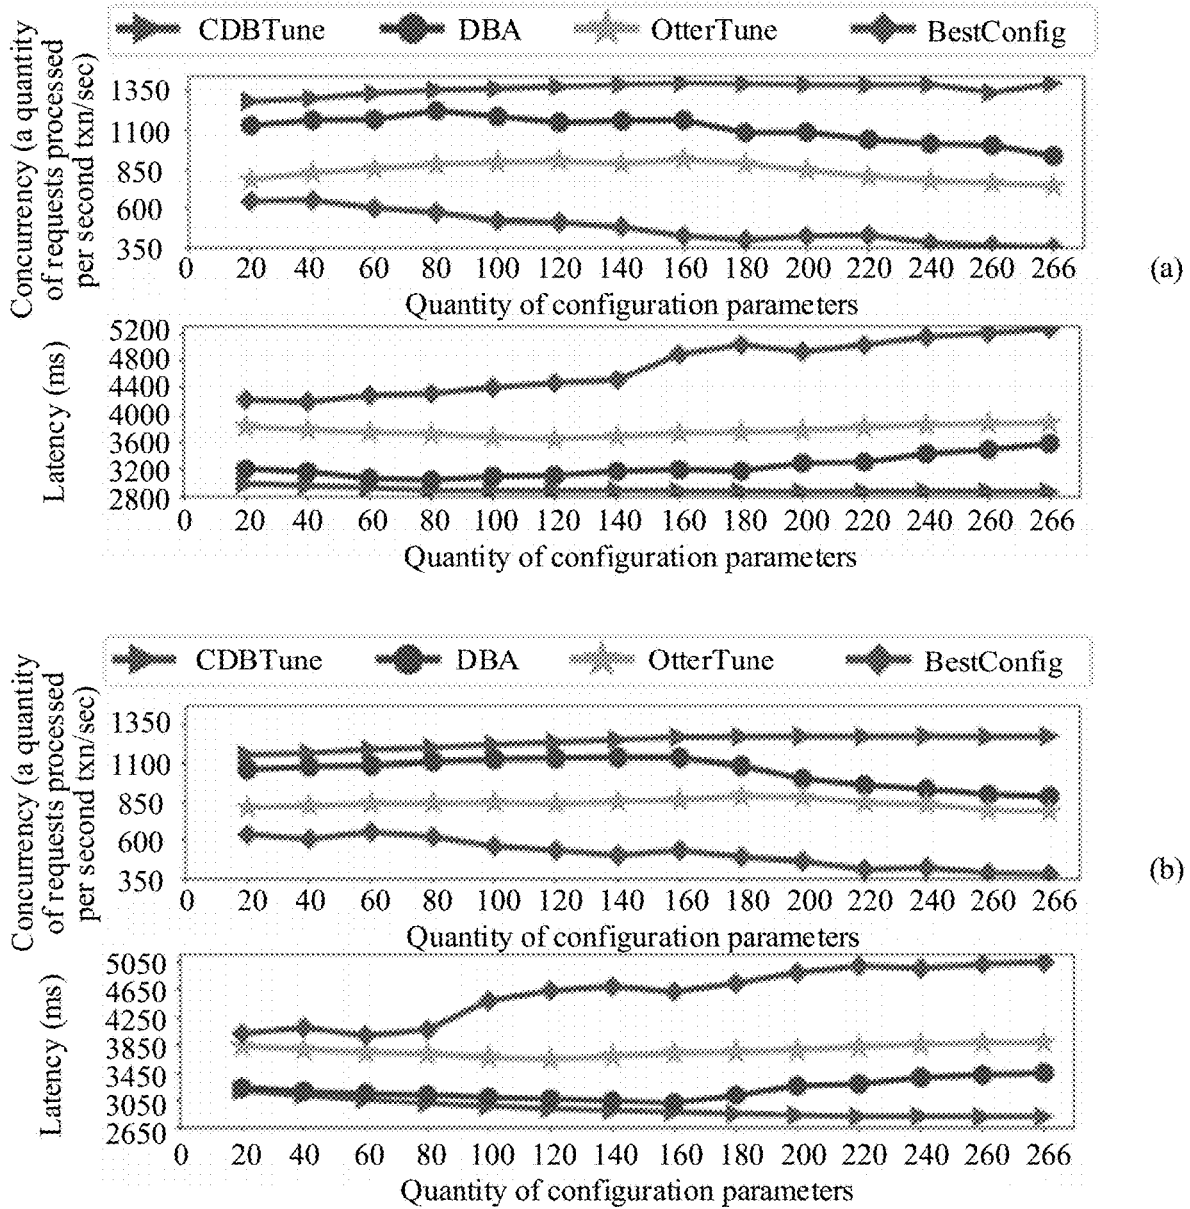 CDBTune DBA OtterTune BestConfig
Concurrency (a quantity
of requests processed
per second txn/sec)
1350
1100
850
600
350
0 20 40 60 80 100 120 140 160 180 200 220 240 260 266
Quantity of configuration parameters
(a)
Latency (ms)
5200
4800
4400
4000
3600
3200
2800
0 20 40 60 80 100 120 140 160 180 200 220 240 260 266
Quantity of configuration parameters
CDBTune DBA OtterTune BestConfig
Concurrency (a quantity
of requests processed
per second txn/sec)
1350
1100
850
600
350
0 20 40 60 80 100 120 140 160 180 200 220 240 260 266
Quantity of configuration parameters
(b)
Latency (ms)
5050
4650
4250
3850
3450
3050
2650
0 20 40 60 80 100 120 140 160 180 200 220 240 260 266
Quantity of configuration parameters